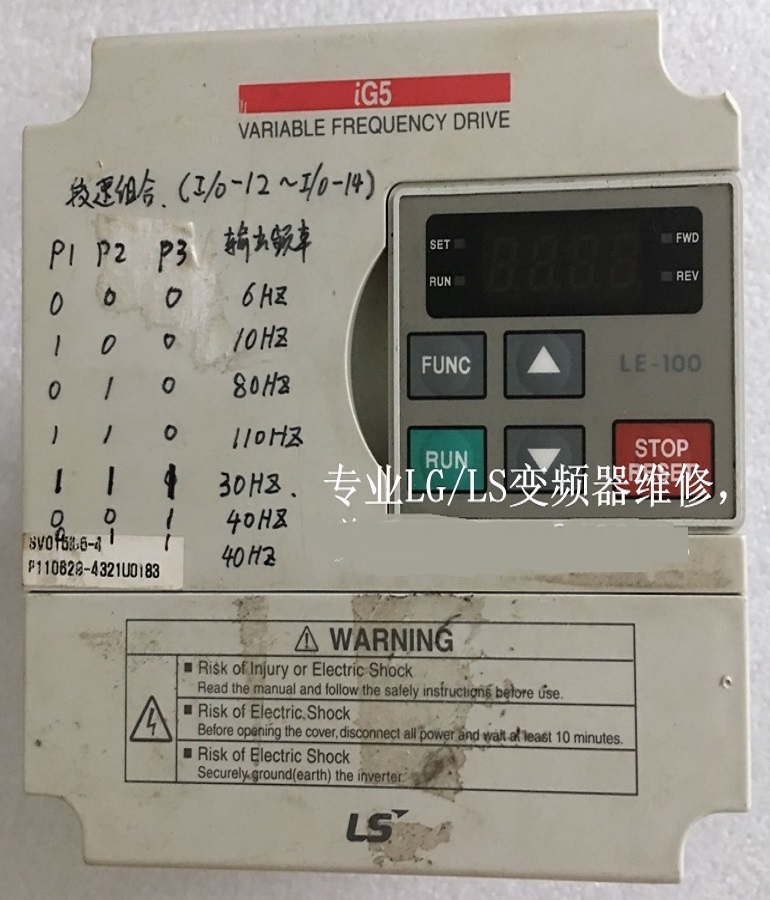 iG5
VARIABLE FREQUENCY DRIVE
段速组合.(I/0-12~I/0-14)
P1 P2 P3 输出频率
0 0 0 6HZ
1 0 0 10HZ
0 1 0 80HZ
1 1 0 110HZ
1 1 1 30HZ.
0 0 1 40HZ
0 1 1 40HZ
P110628-4321U0183
SET
RUN
FWD
REV
FUNC
LE-100
RUN
STOP
RESET
专业LG/LS变频器维修，
WARNING
Risk of Injury or Electric Shock
Read the manual and follow the safely instructions before use.
Risk of Electric Shock
Before opening the cover, disconnect all power and wait at least 10 minutes.
Risk of Electric Shock
Securely ground(earth) the inverter.
LS